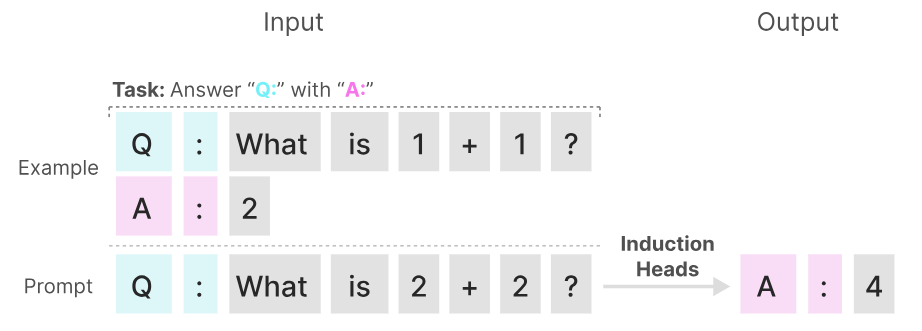 Input
Output
Task: Answer “Q:” with “A:”
Example
Q : What is 1 + 1 ?
A : 2
Prompt
Q : What is 2 + 2 ?
Induction
Heads
A : 4